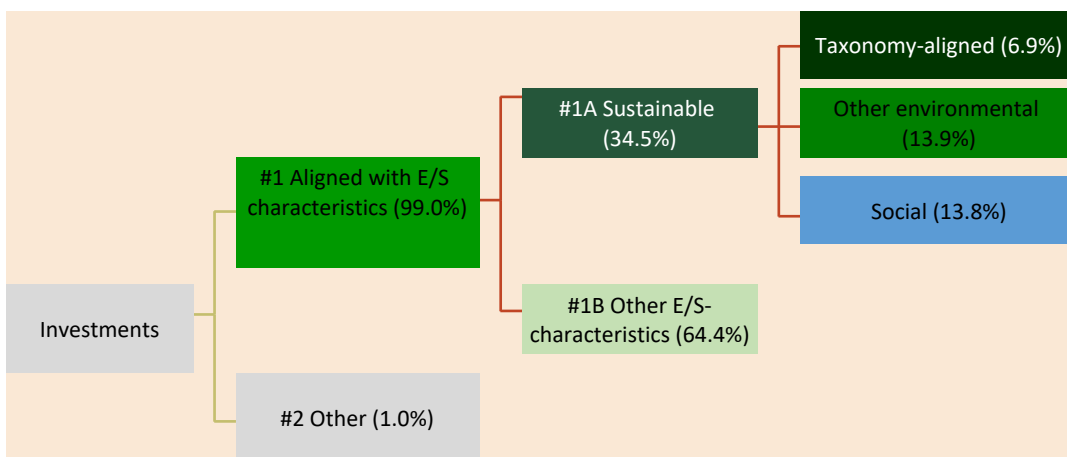 Taxonomy-aligned (6.9%)
#1A Sustainable
(34.5%)
Other environmental
(13.9%)
#1 Aligned with E/S
characteristics (99.0%)
Social (13.8%)
Investments
#1B Other E/S-
characteristics (64.4%)
#2 Other (1.0%)